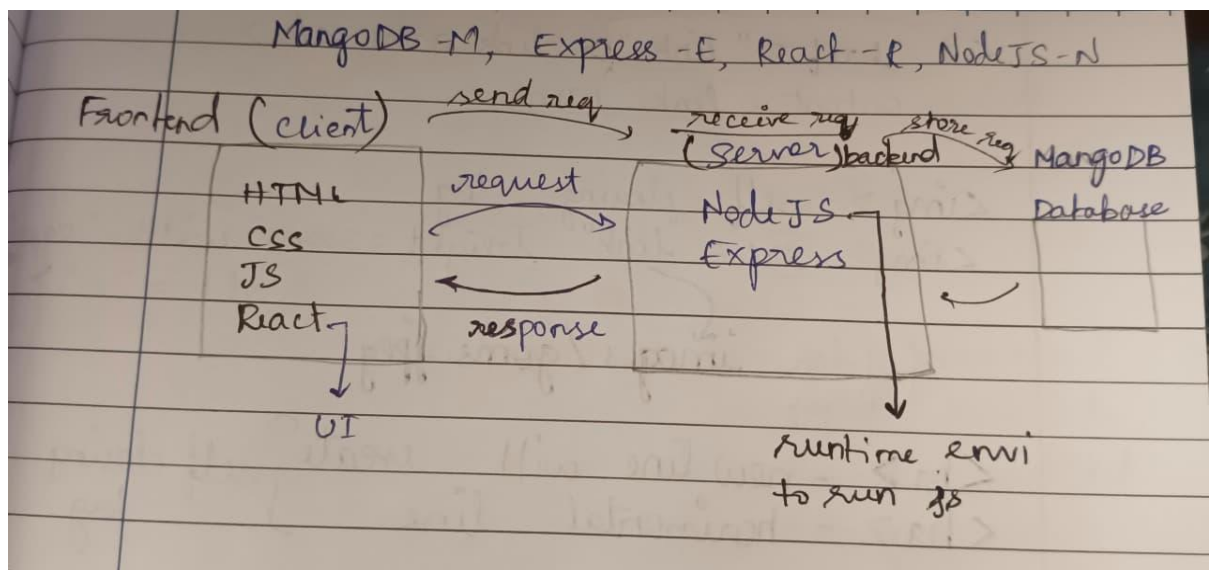 MangoDB-M, Express-E, React-R, NodeJS-N
Frontend (client) send req receive req store req
(server) backend MangoDB
HTML request NodeJS Database
CSS Express
JS
React response
UI
runtime envi
to run js